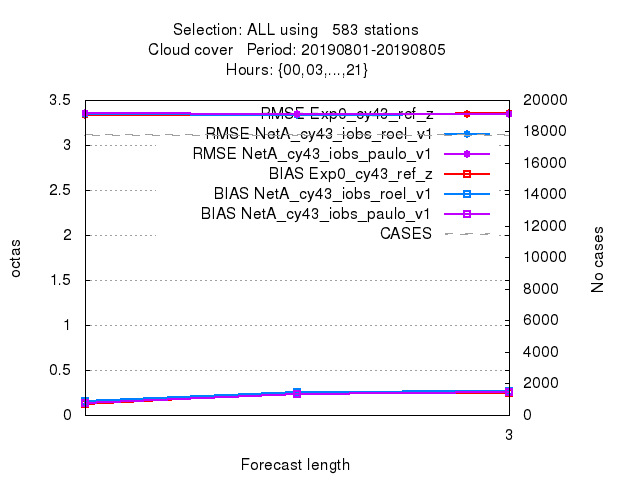 Selection: ALL using 583 stations
Cloud cover Period: 20190801-20190805
Hours: {00,03,...,21}
3.5
3
2.5
2
1.5
1
0.5
0
octas
RMSE Exp0_cy43_ref_z
RMSE NetA_cy43_iobs_roel_v1
RMSE NetA_cy43_iobs_paulo_v1
BIAS Exp0_cy43_ref_z
BIAS NetA_cy43_iobs_roel_v1
BIAS NetA_cy43_iobs_paulo_v1
CASES
20000
18000
16000
14000
12000
10000
8000
6000
4000
2000
0
No cases
3
Forecast length